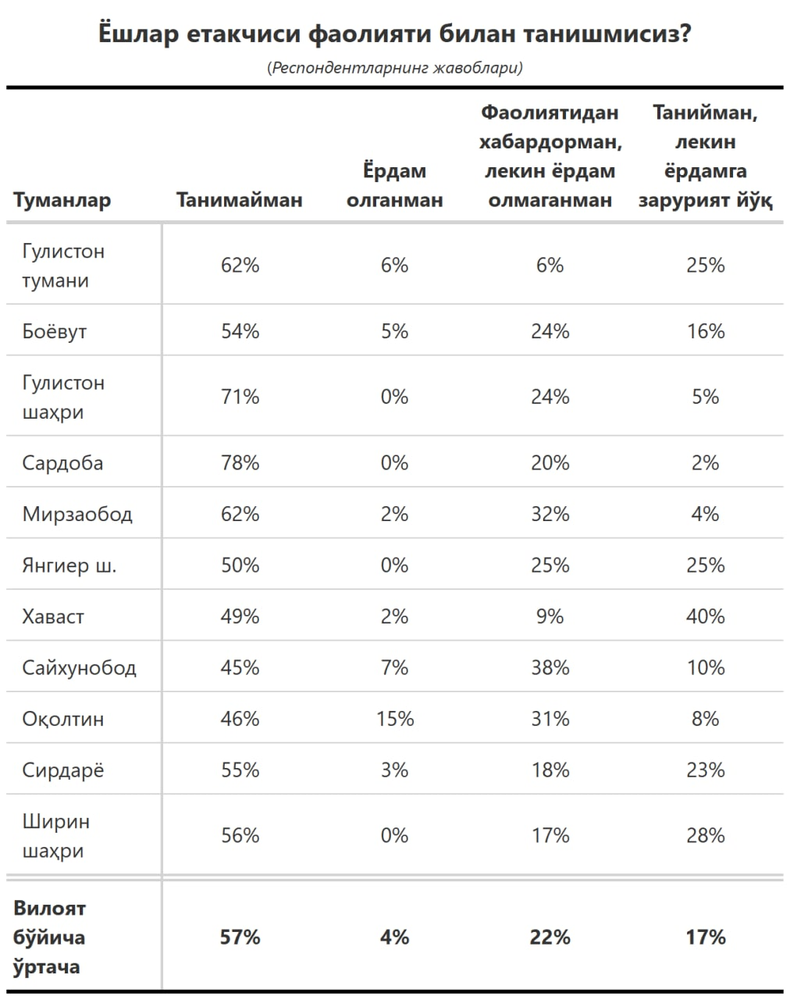 Ёшлар етакчиси фаолияти билан танишмисиз?
(Респондентларнинг жавоблари)
Туманлар Танимайман Ёрдам олганман Фаолиятидан хабардорман, лекин ёрдам олмаганман Танийман, лекин ёрдамга зарурият йўқ
Гулистон тумани 62% 6% 6% 25%
Боёвут 54% 5% 24% 16%
Гулистон шаҳри 71% 0% 24% 5%
Сардоба 78% 0% 20% 2%
Мирзаобод 62% 2% 32% 4%
Янгиер ш. 50% 0% 25% 25%
Хаваст 49% 2% 9% 40%
Сайхунобод 45% 7% 38% 10%
Оқолтин 46% 15% 31% 8%
Сирдарё 55% 3% 18% 23%
Ширин шаҳри 56% 0% 17% 28%
Вилоят бўйича ўртача 57% 4% 22% 17%